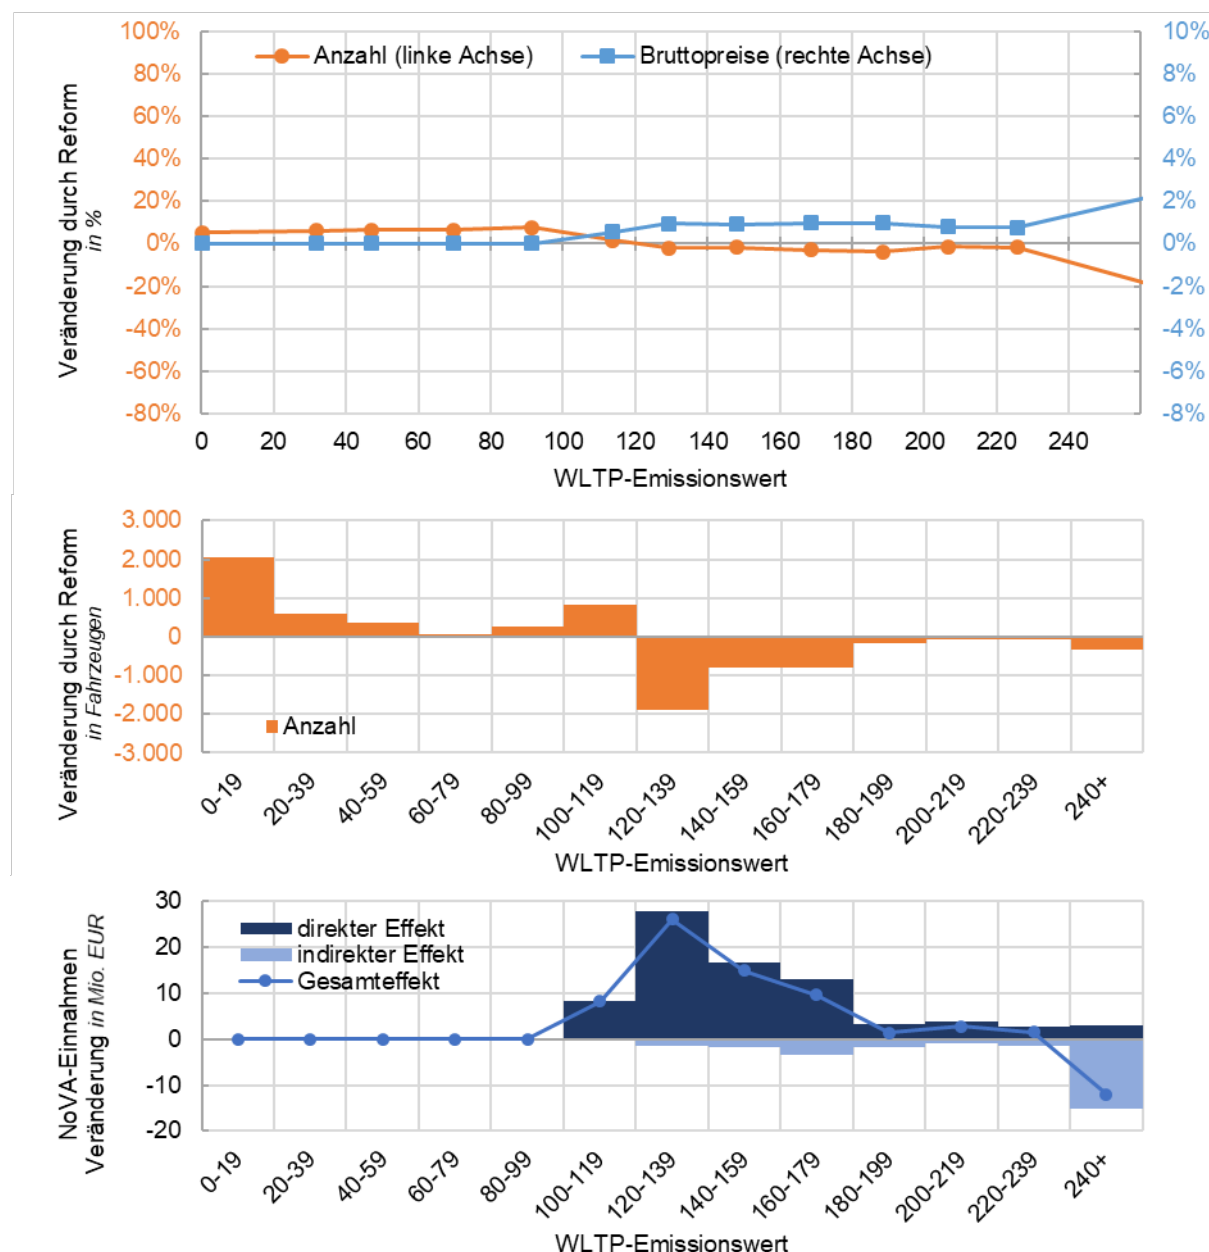 100%
80%
60%
40%
20%
0%
-20%
-40%
-60%
-80%
Veränderung durch Reform
in %
Anzahl (linke Achse)
Bruttopreise (rechte Achse)
10%
8%
6%
4%
2%
0%
-2%
-4%
-6%
-8%
0 20 40 60 80 100 120 140 160 180 200 220 240
WLTP-Emissionswert
3.000
2.000
1.000
0
-1.000
-2.000
-3.000
Veränderung durch Reform
in Fahrzeugen
Anzahl
0-19 20-39 40-59 60-79 80-99 100-119 120-139 140-159 160-179 180-199 200-219 220-239 240+
WLTP-Emissionswert
30
20
10
0
-10
-20
NoVA-Einnahmen
Veränderung in Mio. EUR
direkter Effekt
indirekter Effekt
Gesamteffekt
0-19 20-39 40-59 60-79 80-99 100-119 120-139 140-159 160-179 180-199 200-219 220-239 240+
WLTP-Emissionswert